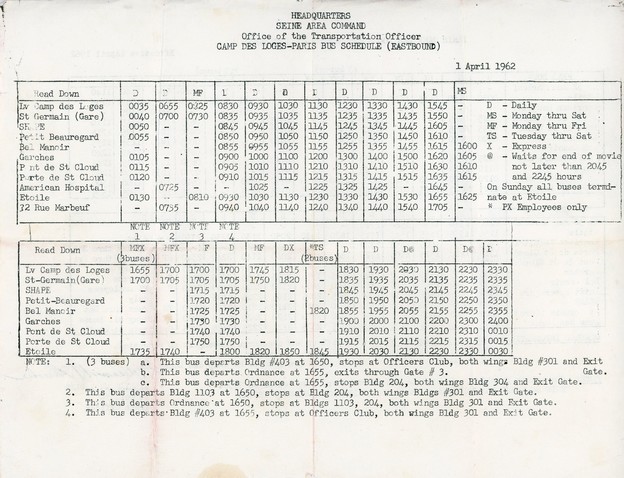 HEADQUARTERS
SEINE AREA COMMAND
Office of the Transportation Officer
CAMP DES LOGES-PARIS BUS SCHEDULE (EASTBOUND)
1 April 1962
Read Down D D MF D D D D D D D D MS
Lv Camp des Loges 0035 0655 0825 0830 0930 1030 1130 1230 1330 1430 1545 - D - Daily
St Germain (Gare) 0040 0700 0730 0835 0935 1035 1135 1235 1335 1435 1550 - MS - Monday thru Sat
SHAPE 0050 - - 0845 0945 1045 1145 1245 1345 1445 1605 - MF - Monday thru Fri
Petit Beauregard 0055 - - 0850 0950 1050 1150 1250 1350 1450 1610 - TS - Tuesday thru Sat
Bel Manoir - - - 0855 0955 1055 1155 1255 1355 1455 1615 1600 X - Express
Garches 0105 - - 0900 1000 1100 1200 1300 1400 1500 1620 1605 @ - Waits for end of movie
Pont de St Cloud 0115 - - 0905 1010 1110 1210 1310 1410 1510 1630 1610 not later than 2045
Porte de St Cloud 0120 - - 0910 1015 1115 1215 1315 1415 1515 1635 1615 and 2245 hours
American Hospital - 0725 - - 1025 - 1225 1325 1425 - 1645 - On Sunday all buses termi-
Etoile 0130 - 0810 0930 1030 1130 1230 1330 1430 1530 1655 1625 nate at Etoile
32 Rue Marbeuf - 0735 - 0940 1040 1140 1240 1340 1440 1540 1705 - * PX Employees only
NOTE NOTE NOTE NOTE
1 2 3 4
Read Down MFX MFX F D MF DX *TS D D D@ D D@ D
(3buses) (2buses)
Lv Camp des Loges 1655 1700 1700 1700 1745 1815 - 1830 1930 2030 2130 2230 2330
St-Germain(Gare) 1700 1705 1705 1705 1750 1820 - 1835 1935 2035 2135 2235 2335
SHAPE - - 1715 1715 - - - 1845 1945 2045 2145 2245 2345
Petit-Beauregard - - 1720 1720 - - - 1850 1950 2050 2150 2250 2350
Bel Manoir - - 1725 1725 - - 1820 1855 1955 2055 2155 2255 2355
Garches - - 1730 1730 - - - 1900 2000 2100 2200 2300 2400
Pont de St Cloud - - 1740 1740 - - - 1910 2010 2110 2210 2310 0010
Porte de St Cloud - - 1750 1750 - - - 1915 2015 2115 2215 2315 0015
Etoile 1735 1740 - 1800 1820 1850 1845 1930 2030 2130 2230 2330 0030
NOTE: 1. (3 buses) a. This bus departs Bldg #403 at 1650, stops at Officers Club, both wings Bldg #301 and Exit Gate.
b. This bus departs Ordnance at 1655, exits through Gate # 3.
c. This bus departs Ordnance at 1655, stops Bldg 204, both wings Bldg 304 and Exit Gate.
2. This bus departs Bldg 1103 at 1650, stops at Bldg 204, both wings Bldgs #301 and Exit Gate.
3. This bus departs Ordnance at 1650, stops at Bldgs 1103, 204, both wings Bldg 301 and Exit Gate.
4. This bus departs Bldg #403 at 1655, stops at Officers Club, both wings Bldg 301 and Exit Gate.